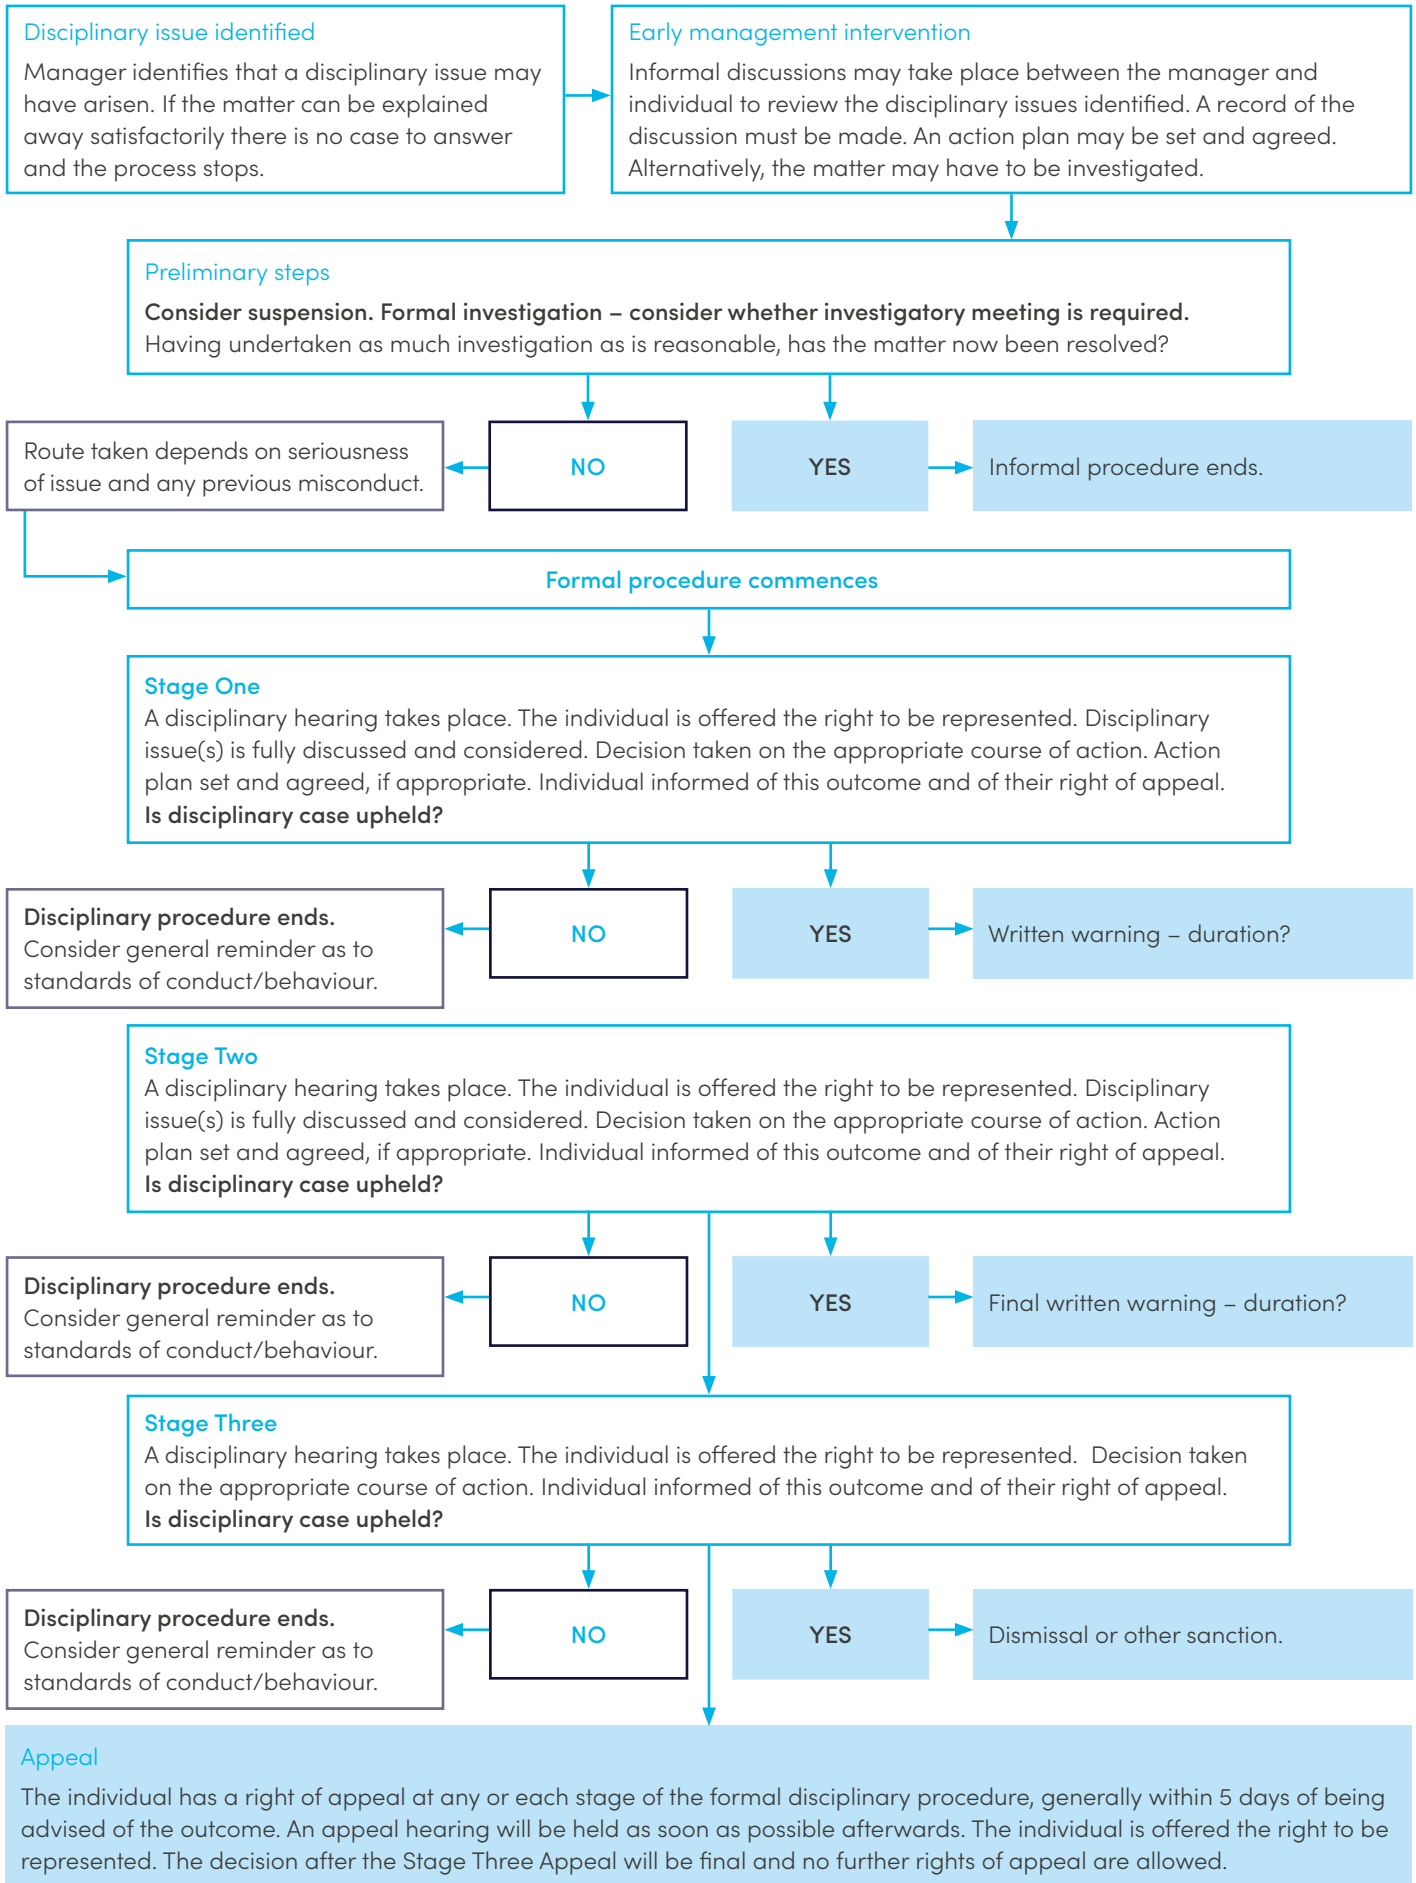 Disciplinary issue identified
Manager identifies that a disciplinary issue may
have arisen. If the matter can be explained
away satisfactorily there is no case to answer
and the process stops.
Early management intervention
Informal discussions may take place between the manager and
individual to review the disciplinary issues identified. A record of the
discussion must be made. An action plan may be set and agreed.
Alternatively, the matter may have to be investigated.
Preliminary steps
Consider suspension. Formal investigation – consider whether investigatory meeting is required.
Having undertaken as much investigation as is reasonable, has the matter now been resolved?
Route taken depends on seriousness
of issue and any previous misconduct.
NO
YES
Informal procedure ends.
Formal procedure commences
Stage One
A disciplinary hearing takes place. The individual is offered the right to be represented. Disciplinary
issue(s) is fully discussed and considered. Decision taken on the appropriate course of action. Action
plan set and agreed, if appropriate. Individual informed of this outcome and of their right of appeal.
Is disciplinary case upheld?
Disciplinary procedure ends.
Consider general reminder as to
standards of conduct/behaviour.
NO
YES
Written warning – duration?
Stage Two
A disciplinary hearing takes place. The individual is offered the right to be represented. Disciplinary
issue(s) is fully discussed and considered. Decision taken on the appropriate course of action. Action
plan set and agreed, if appropriate. Individual informed of this outcome and of their right of appeal.
Is disciplinary case upheld?
Disciplinary procedure ends.
Consider general reminder as to
standards of conduct/behaviour.
NO
YES
Final written warning – duration?
Stage Three
A disciplinary hearing takes place. The individual is offered the right to be represented. Decision taken
on the appropriate course of action. Individual informed of this outcome and of their right of appeal.
Is disciplinary case upheld?
Disciplinary procedure ends.
Consider general reminder as to
standards of conduct/behaviour.
NO
YES
Dismissal or other sanction.
Appeal
The individual has a right of appeal at any or each stage of the formal disciplinary procedure, generally within 5 days of being
advised of the outcome. An appeal hearing will be held as soon as possible afterwards. The individual is offered the right to be
represented. The decision after the Stage Three Appeal will be final and no further rights of appeal are allowed.